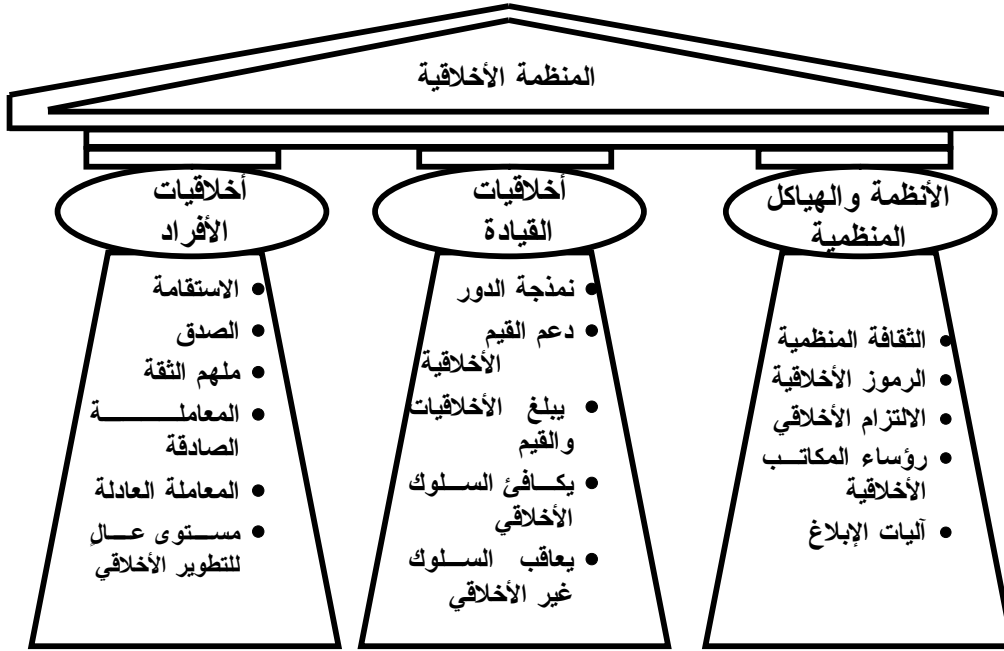 المنظمة الأخلاقية
الأنظمة والهياكل
المنظمية
• الثقافة المنظمية
• الرموز الأخلاقية
• الالتزام الأخلاقي
• رؤساء المكاتب
الأخلاقية
• آليات الإبلاغ
أخلاقيات
القيادة
• نمذجة الدور
• دعم القيم
الأخلاقية
• يبلغ الأخلاقيات
والقيم
• يكافئ السلوك
الأخلاقي
• يعاقب السلوك
غير الأخلاقي
أخلاقيات
الأفراد
• الاستقامة
• الصدق
• ملهم الثقة
• المعاملة
الصادقة
• المعاملة العادلة
• مستوى عالٍ
للتطوير الأخلاقي